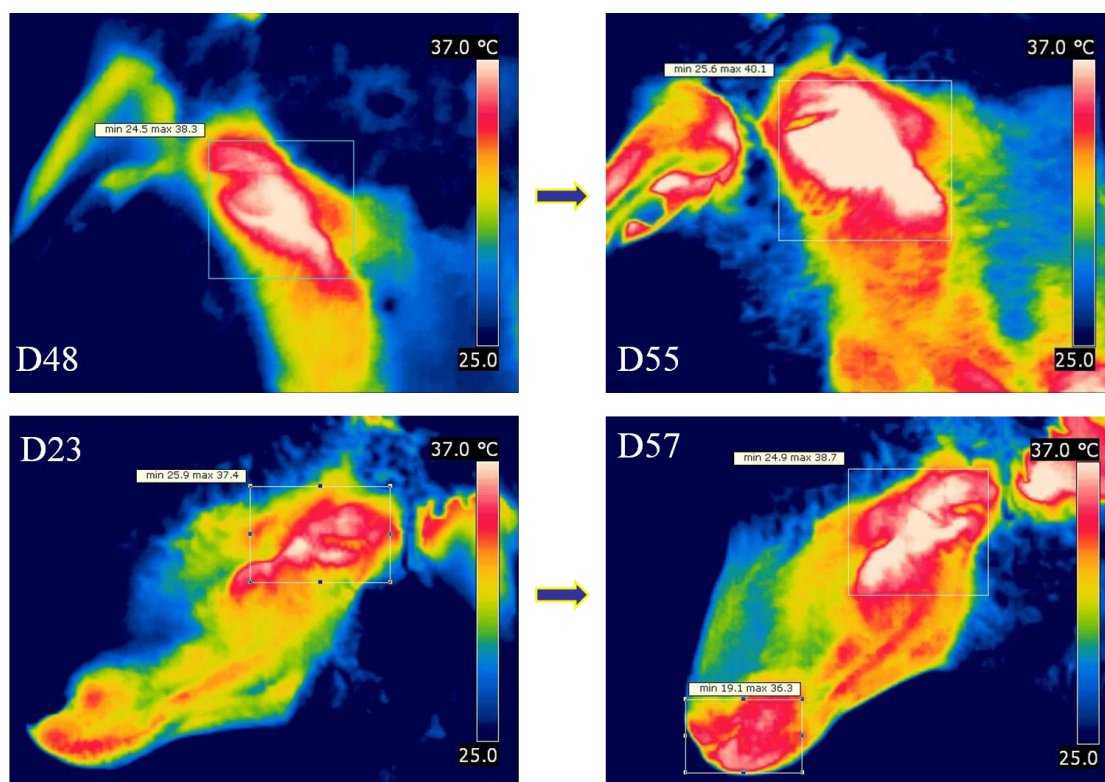 37.0 °C
min 24.5 max 38.3
D48
25.0
37.0 °C
min 25.6 max 40.1
D55
25.0
D23
37.0 °C
min 25.9 max 37.4
25.0
D57
37.0 °C
min 24.9 max 38.7
min 19.1 max 36.3
25.0